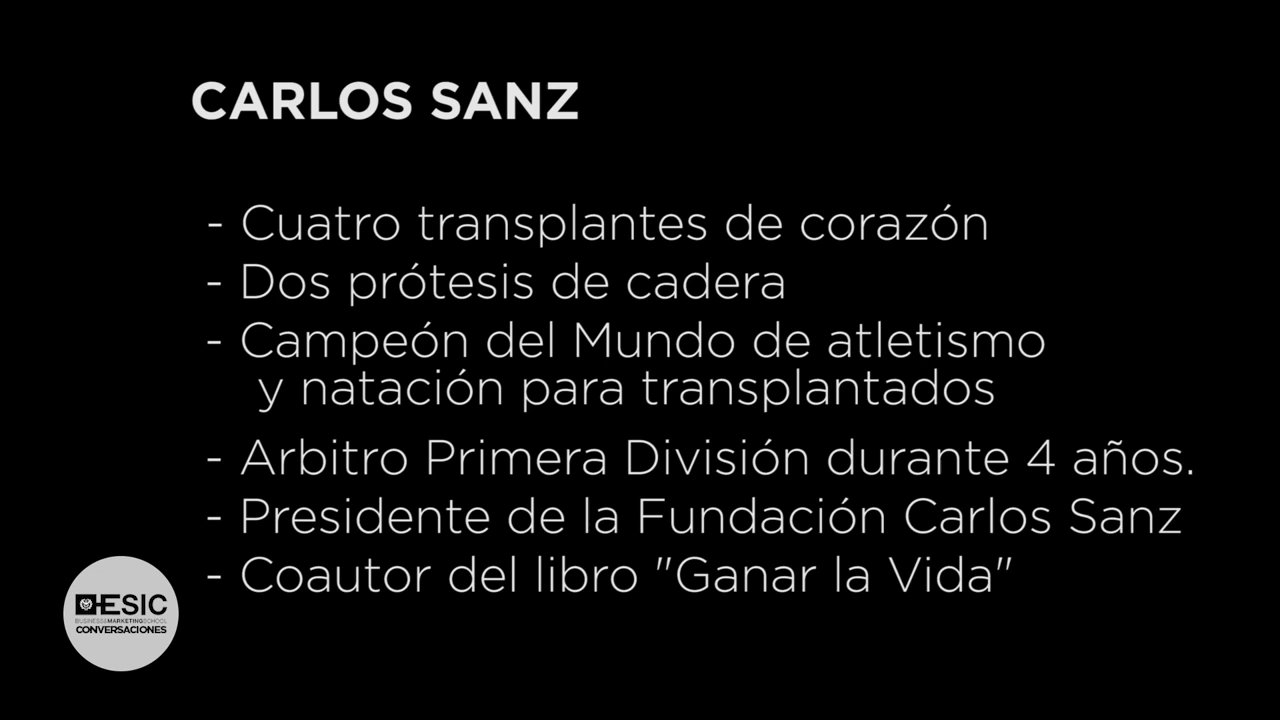 CARLOS SANZ
- Cuatro transplantes de corazón
- Dos prótesis de cadera
- Campeón del Mundo de atletismo
y natación para transplantados
- Arbitro Primera División durante 4 años.
- Presidente de la Fundación Carlos Sanz
- Coautor del libro "Ganar la Vida"
ESIC
BUSINESS&MARKETINGSCHOOL
CONVERSACIONES